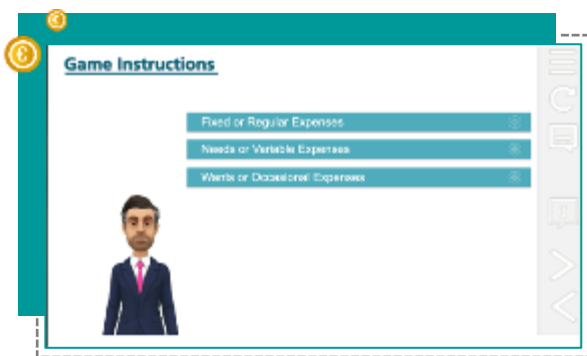 Game Instructions
Fixed or Regular Expenses
Needs or Variable Expenses
Wants or Occasional Expenses